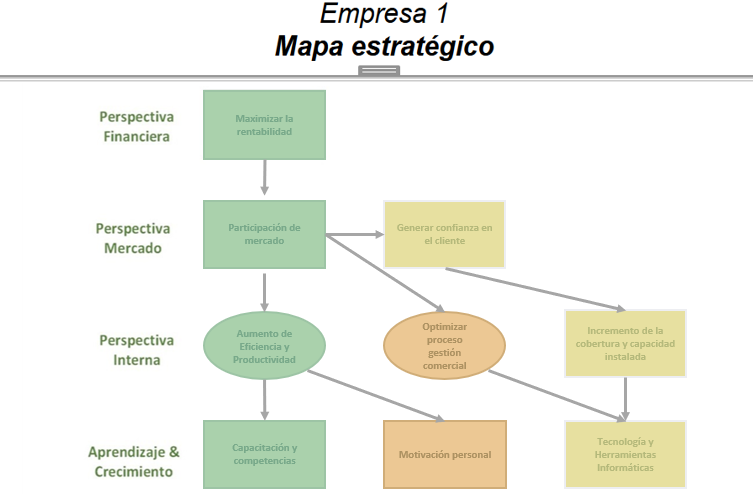 Empresa 1
Mapa estratégico
Perspectiva
Financiera
Maximizar la
rentabilidad
Perspectiva
Mercado
Participación de
mercado
Generar confianza en
el cliente
Perspectiva
Interna
Aumento de
Eficiencia y
Productividad
Optimizar
proceso
gestión
comercial
Incremento de la
cobertura y capacidad
instalada
Aprendizaje &
Crecimiento
Capacitación y
competencias
Motivación personal
Tecnología y
Herramientas
Informáticas